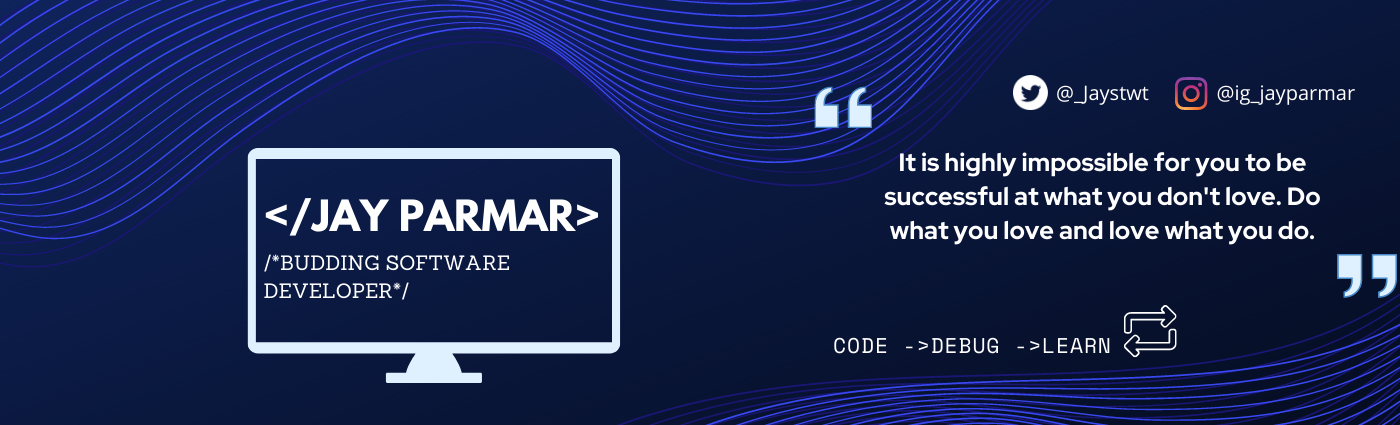 @_Jaystwt @ig_jayparmar
</JAY PARMAR>
/*BUDDING SOFTWARE
DEVELOPER*/
“
It is highly impossible for you to be
successful at what you don't love. Do
what you love and love what you do.
”
CODE ->DEBUG ->LEARN